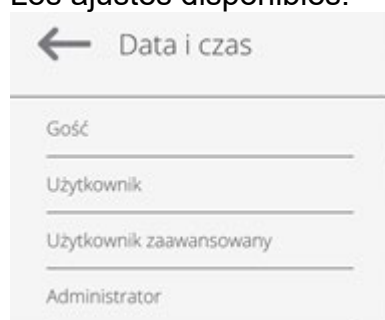 Los ajustes disponibles:
Data i czas
Gość
Użytkownik
Użytkownik zaawansowany
Administrator